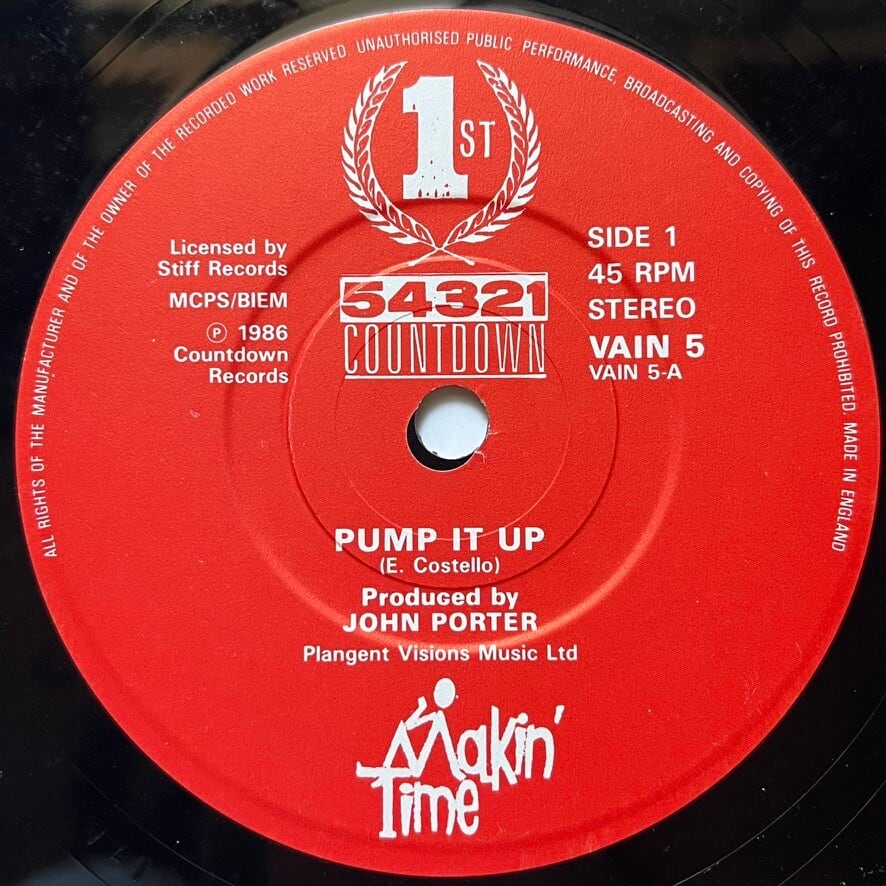 ALL RIGHTS OF THE MANUFACTURER AND OF THE OWNER OF THE RECORDED WORK RESERVED. UNAUTHORISED PUBLIC PERFORMANCE, BROADCASTING AND COPYING OF THIS RECORD PROHIBITED. MADE IN ENGLAND
1ST
Licensed by
Stiff Records
MCPS/BIEM
℗ 1986
Countdown
Records
54321
COUNTDOWN
SIDE 1
45 RPM
STEREO
VAIN 5
VAIN 5-A
PUMP IT UP
(E. Costello)
Produced by
JOHN PORTER
Plangent Visions Music Ltd
Makin'
Time